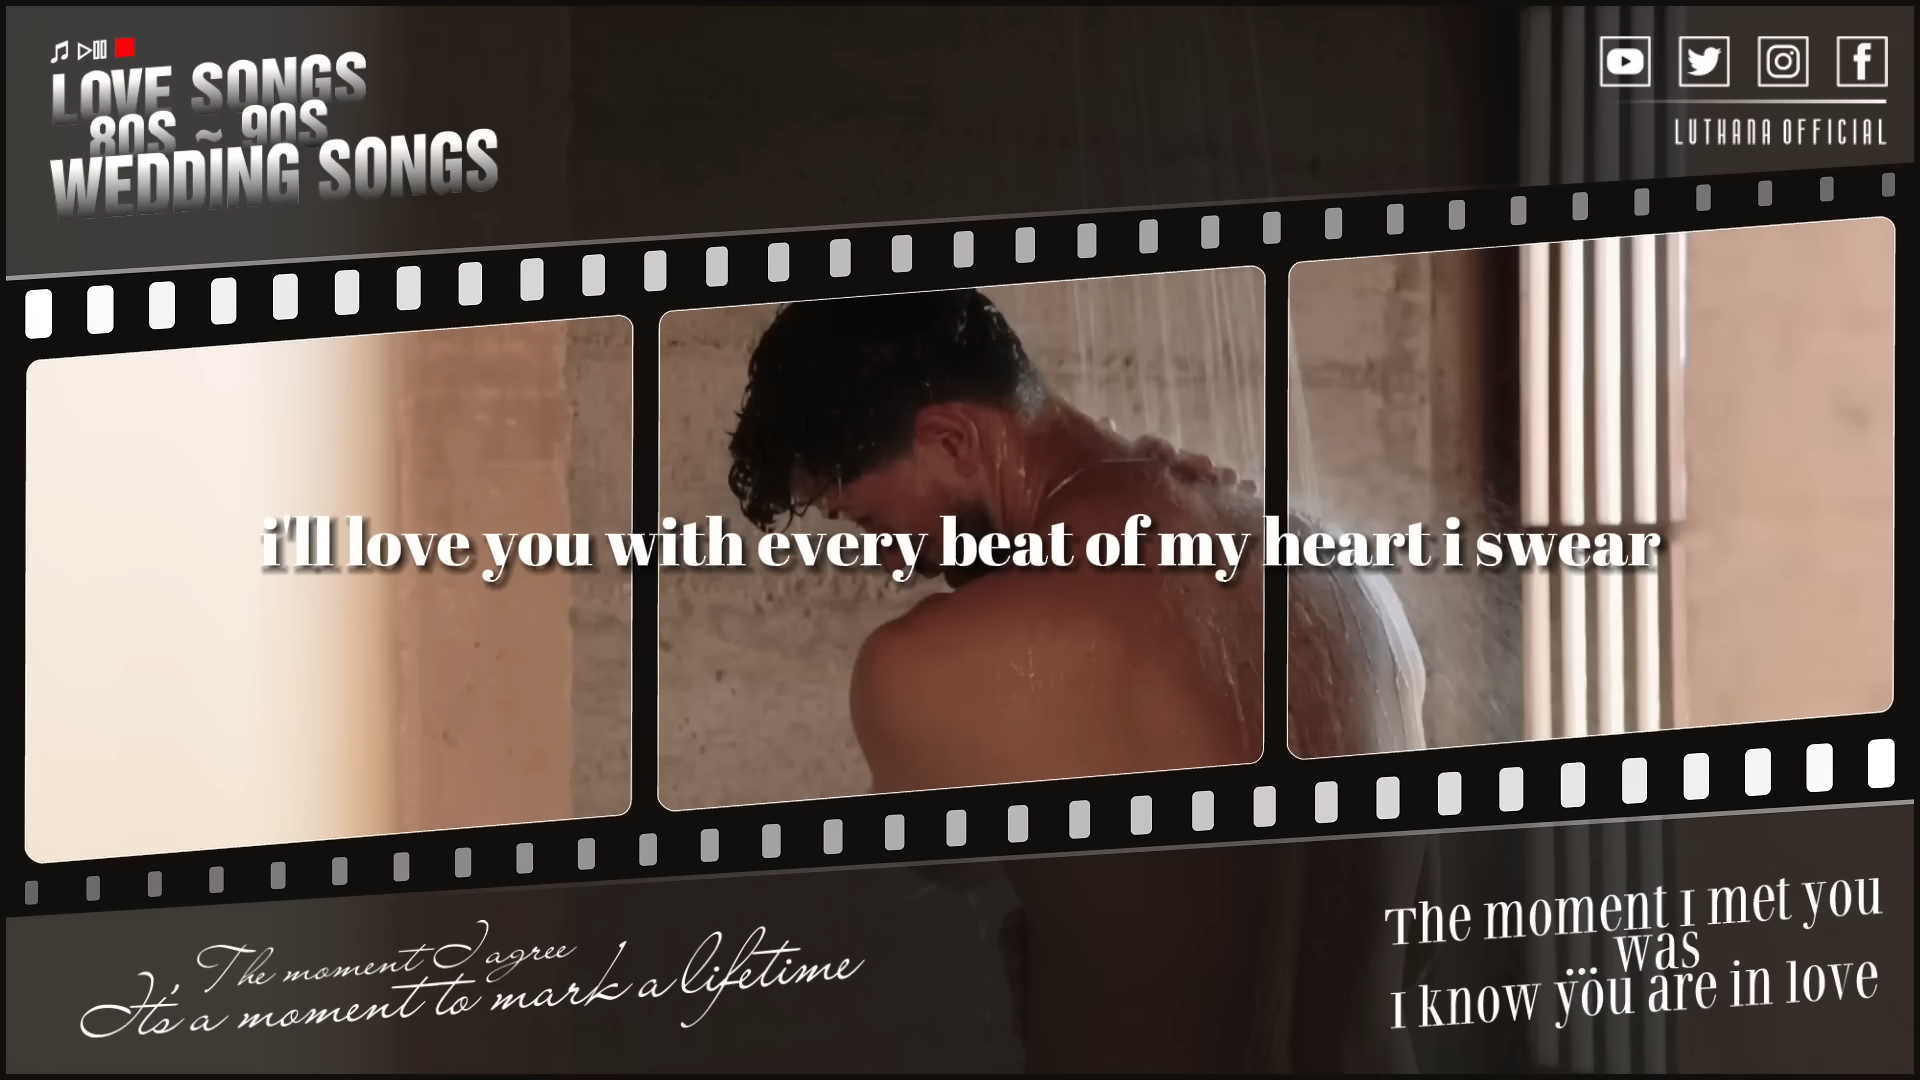 LOVE SONGS
80S ~ 90S
WEDDING SONGS
LUTHANA OFFICIAL
i'll love you with every beat of my heart i swear
The moment I agree
It's a moment to mark a lifetime
The moment I met you
was
I know you are in love